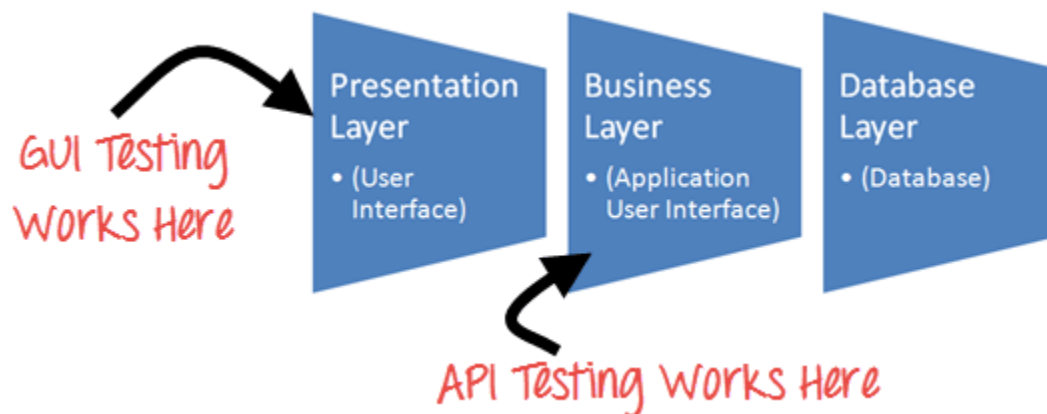 Presentation
Layer
• (User
Interface)
Business
Layer
• (Application
User Interface)
Database
Layer
• (Database)
GUI Testing
Works Here
API Testing Works Here